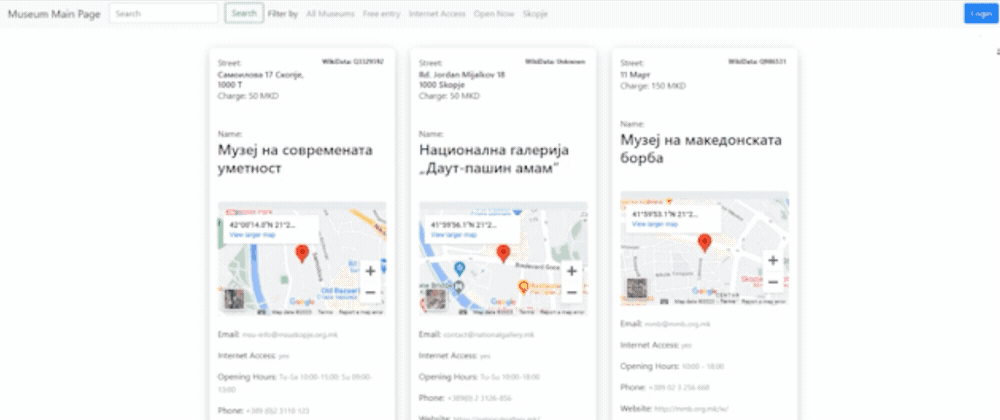 Museum Main Page Search Search Filter by All Museums Free entry Internet Access Open Now Skopje Login
Street: WikiData: Q3329592
Самоилова 17 Скопје,
1000 Т
Charge: 50 MKD
Name:
Музеј на современата
уметност
42°00'14.0"N 21°2...
View larger map
Old Bazaar
Google
Map data ©2023 Terms Report a map error
Email: msu-info@msuskopje.org.mk
Internet Access: yes
Opening Hours: Tu-Sa 10:00-15:00; Su 09:00-
13:00
Phone: +389 (0)2 3110 123
Street: WikiData: Unknown
Bd. Jordan Mijalkov 18
1000 Skopje
Charge: 50 MKD
Name:
Национална галерија
„Даут-пашин амам“
41°59'56.1"N 21°2...
View larger map
Google
Map data ©2023 Terms Report a map error
Email: contact@nationalgallery.mk
Internet Access: yes
Opening Hours: Tu-Su 10:00-18:00
Phone: +389(0) 2 3126-856
Website:
Street: WikiData:
11 Март
Charge: 150 MKD
Name:
Музеј на македонската
борба
41°59'53.1"N 21°2...
View larger map
CENTAR
Google
Map data ©2023 Terms Report a map error
Email: mmb@mmb.org.mk
Internet Access: yes
Opening Hours: 10:00 - 18:00
Phone: +389 02 3 256 668
Website: